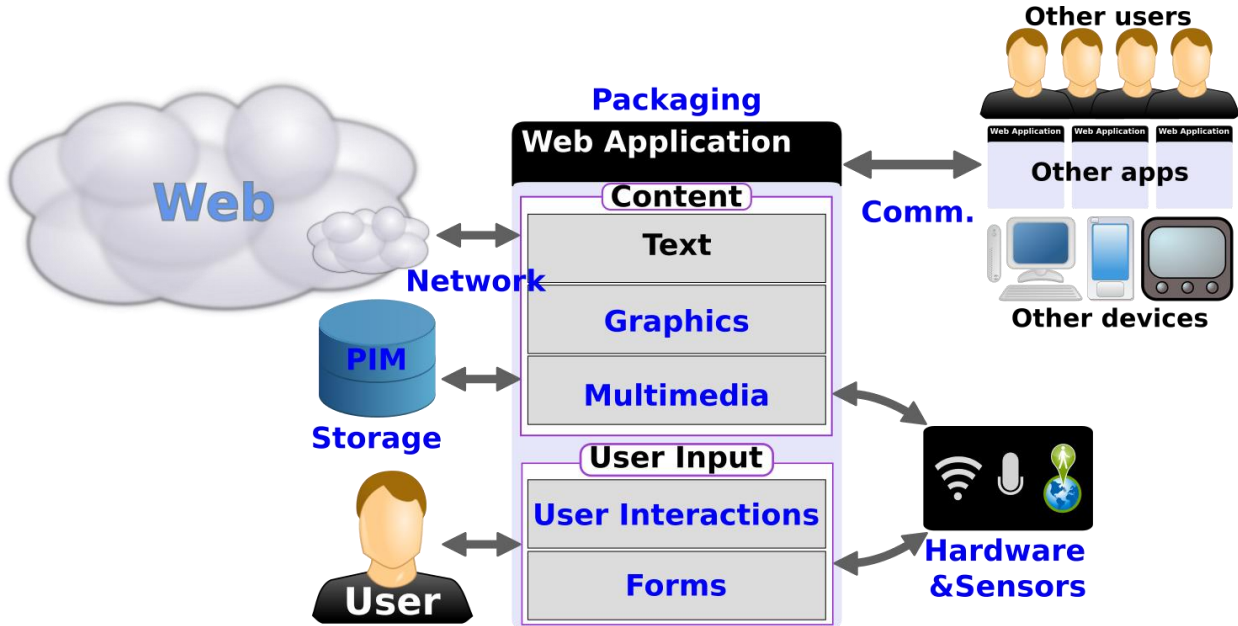 Other users
Packaging
Web Application
Web Application
Web Application
Web Application
Other apps
Web
Content
Comm.
Text
Network
Graphics
Other devices
PIM
Multimedia
Storage
User Input
User Interactions
Hardware
&Sensors
Forms
User